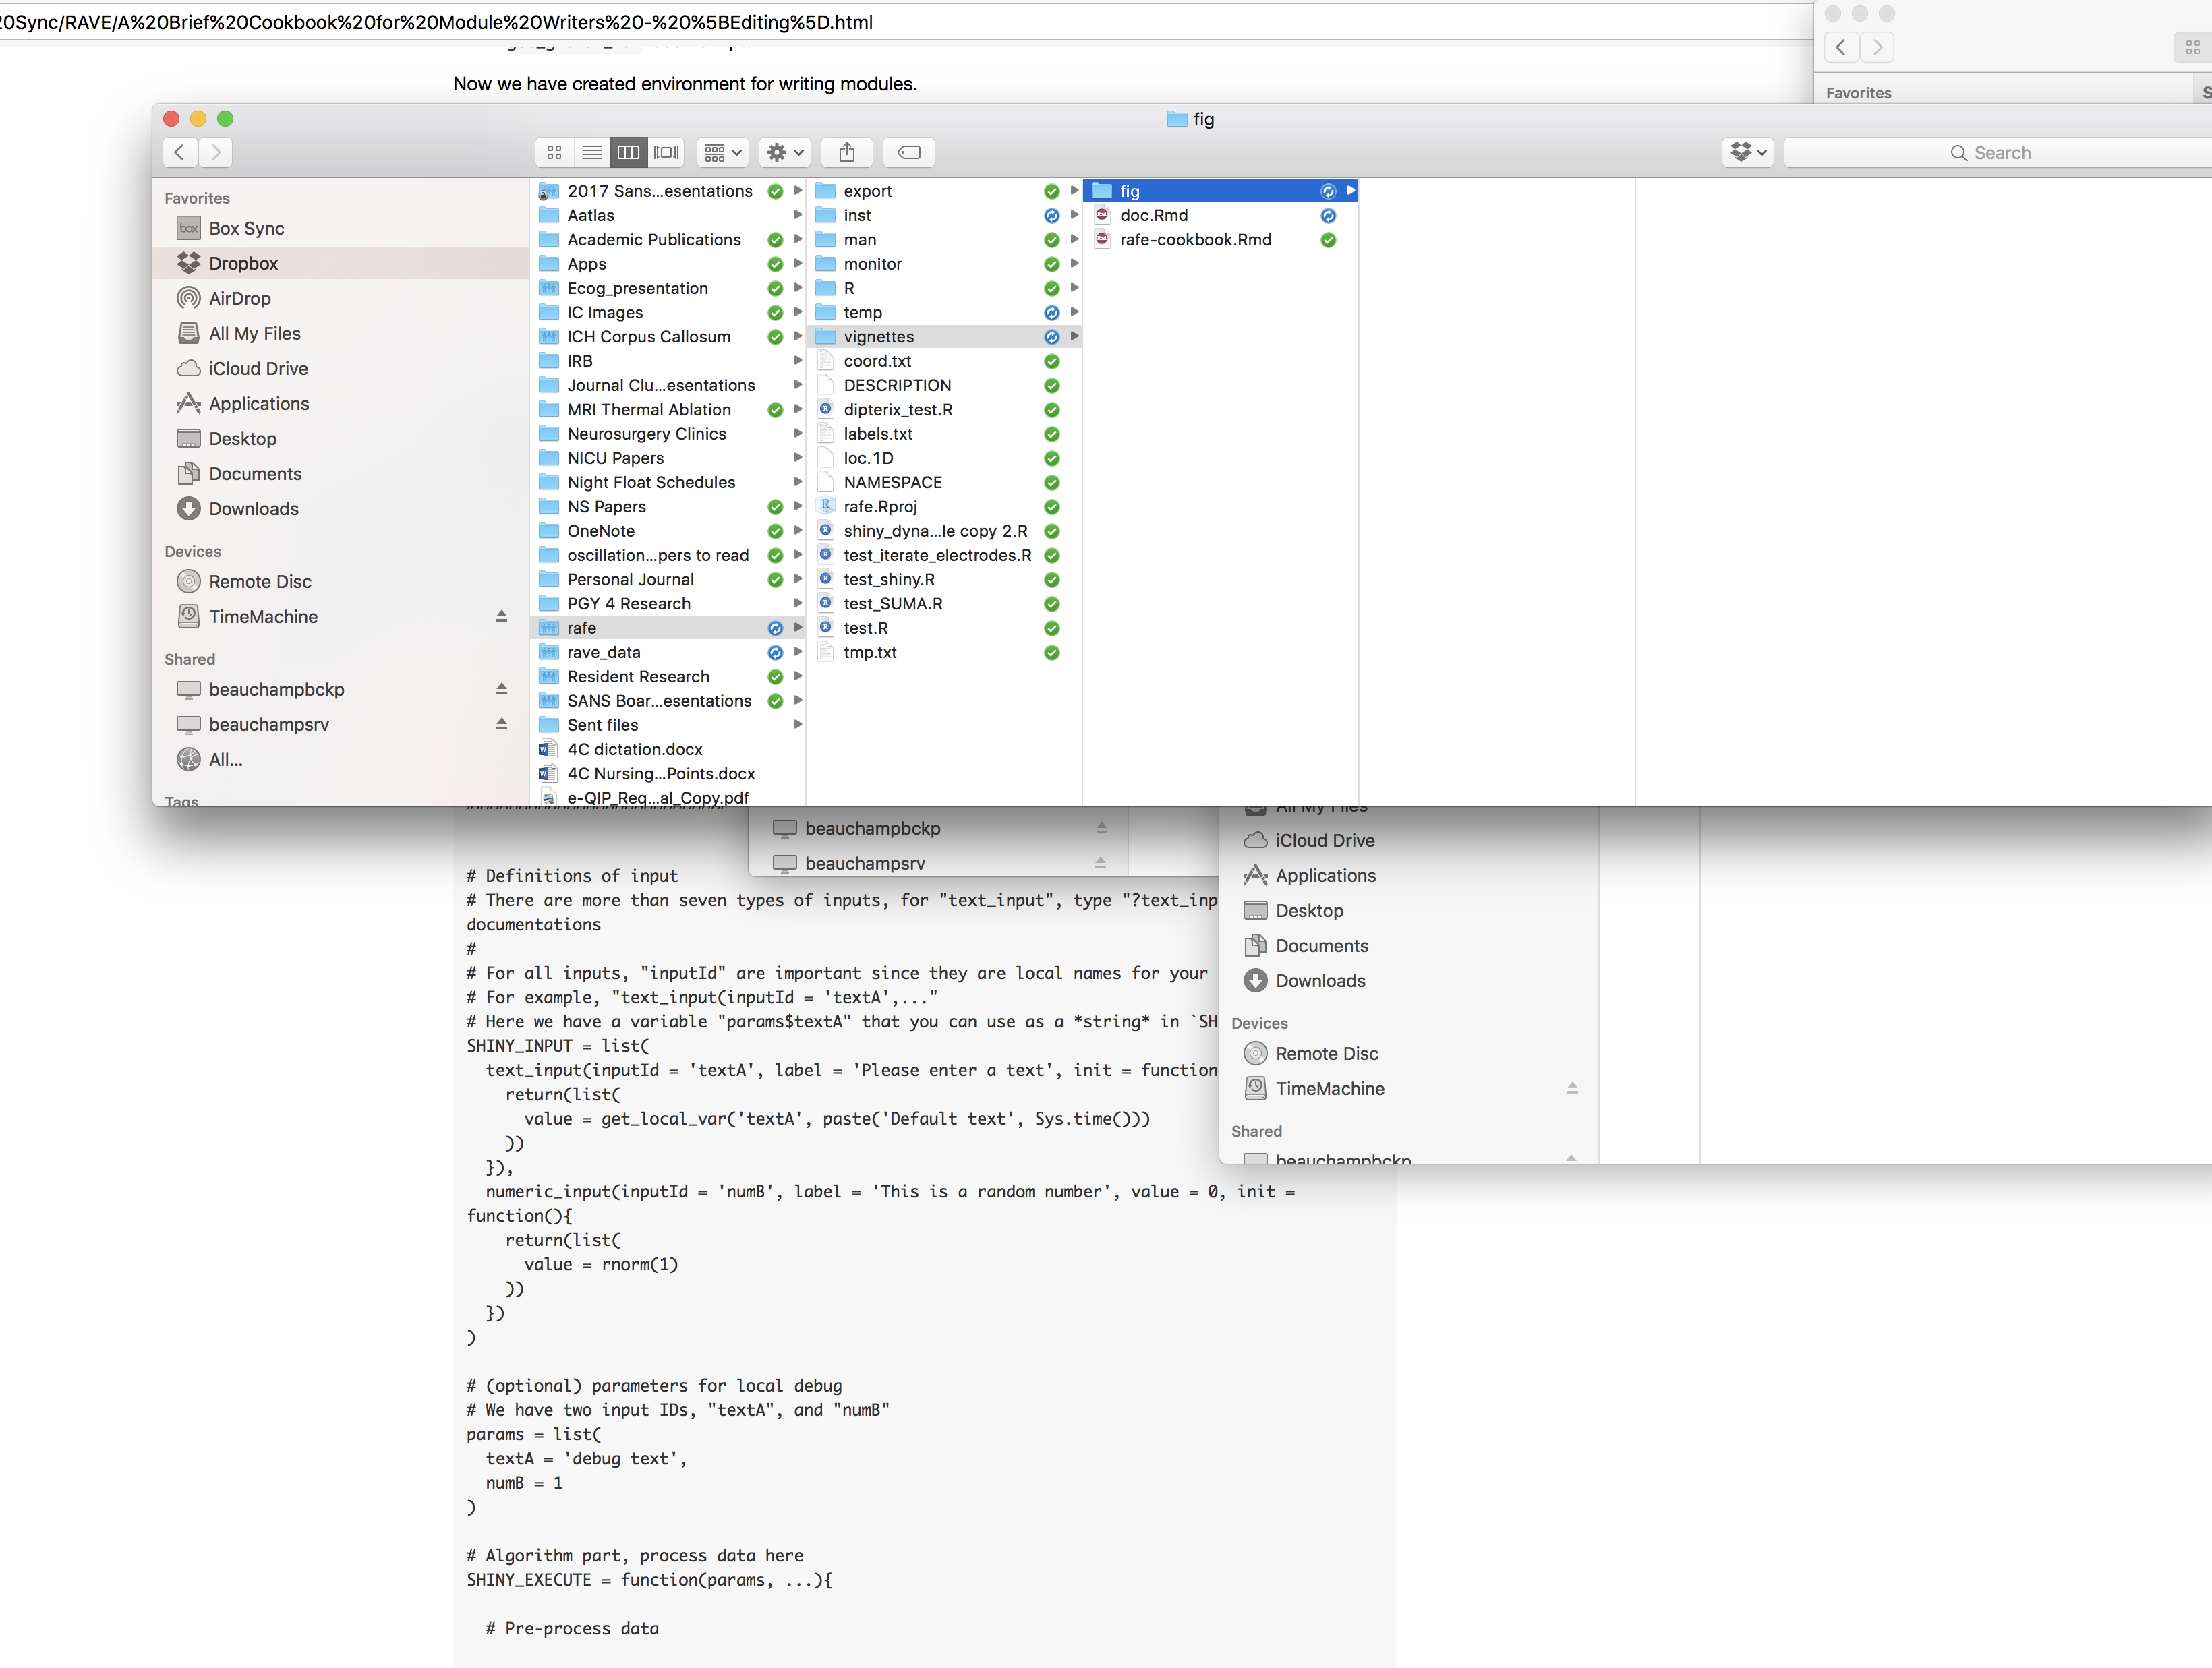 20Sync/RAVE/A%20Brief%20Cookbook%20for%20Module%20Writers%20-%20%5BEditing%5D.html
Now we have created environment for writing modules.
Favorites
fig
Search
Favorites
Box Sync
Dropbox
AirDrop
All My Files
iCloud Drive
Applications
Desktop
Documents
Downloads
Devices
Remote Disc
TimeMachine
Shared
beauchampbckp
beauchampsrv
All...
Tags
2017 Sans...esentations
Aatlas
Academic Publications
Apps
Ecog_presentation
IC Images
ICH Corpus Callosum
IRB
Journal Clu...esentations
MRI Thermal Ablation
Neurosurgery Clinics
NICU Papers
Night Float Schedules
NS Papers
OneNote
oscillation...pers to read
Personal Journal
PGY 4 Research
rafe
rave_data
Resident Research
SANS Boar...esentations
Sent files
4C dictation.docx
4C Nursing...Points.docx
e-QIP_Req...al_Copy.pdf
export
inst
man
monitor
R
temp
vignettes
coord.txt
DESCRIPTION
dipterix_test.R
labels.txt
loc.1D
NAMESPACE
rafe.Rproj
shiny_dyna...le copy 2.R
test_iterate_electrodes.R
test_shiny.R
test_SUMA.R
test.R
tmp.txt
fig
doc.Rmd
rafe-cookbook.Rmd
beauchampbckp
beauchampsrv
All My Files
iCloud Drive
Applications
Desktop
Documents
Downloads
Devices
Remote Disc
TimeMachine
Shared
beauchampbckp
# Definitions of input
# There are more than seven types of inputs, for "text_input", type "?text_inp
documentations
#
# For all inputs, "inputId" are important since they are local names for your
# For example, "text_input(inputId = 'textA',..."
# Here we have a variable "params$textA" that you can use as a *string* in `SH
SHINY_INPUT = list(
  text_input(inputId = 'textA', label = 'Please enter a text', init = function
    return(list(
      value = get_local_var('textA', paste('Default text', Sys.time()))
    ))
  }),
  numeric_input(inputId = 'numB', label = 'This is a random number', value = 0, init =
function(){
    return(list(
      value = rnorm(1)
    ))
  })
)
# (optional) parameters for local debug
# We have two input IDs, "textA", and "numB"
params = list(
  textA = 'debug text',
  numB = 1
)
# Algorithm part, process data here
SHINY_EXECUTE = function(params, ...){
  # Pre-process data